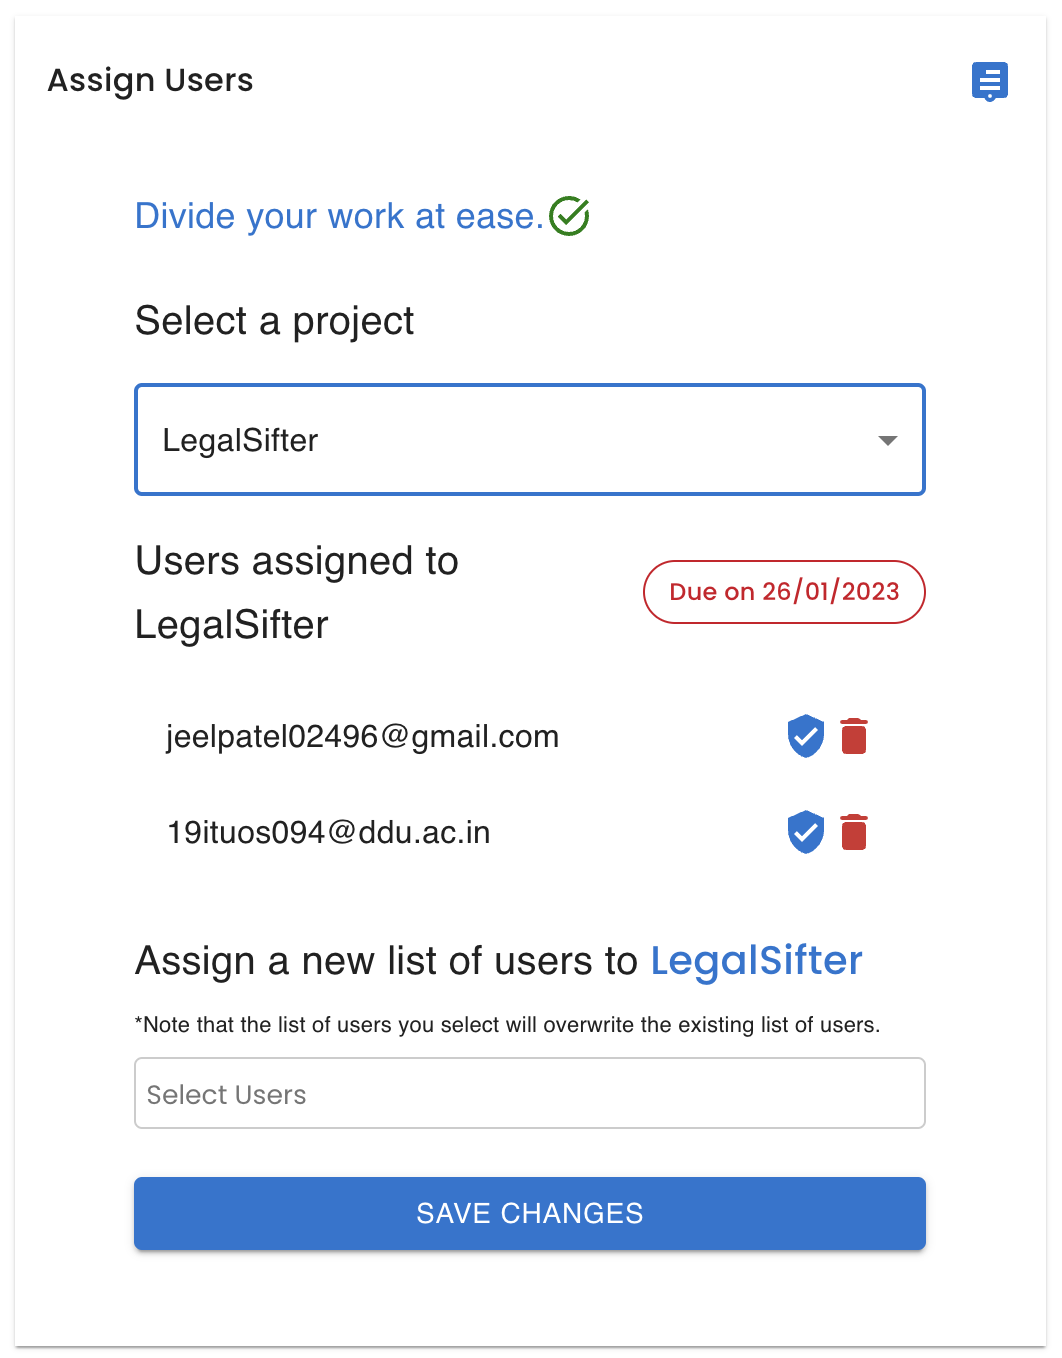 Assign Users
Divide your work at ease.
Select a project
LegalSifter
Users assigned to
LegalSifter
Due on 26/01/2023
jeelpatel02496@gmail.com
19ituos094@ddu.ac.in
Assign a new list of users to LegalSifter
*Note that the list of users you select will overwrite the existing list of users.
Select Users
SAVE CHANGES